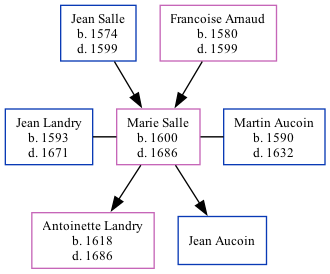 Jean Salle
b. 1574
d. 1599
Francoise Arnaud
b. 1580
d. 1599
Jean Landry
b. 1593
d. 1671
Marie Salle
b. 1600
d. 1686
Martin Aucoin
b. 1590
d. 1632
Antoinette Landry
b. 1618
d. 1686
Jean Aucoin